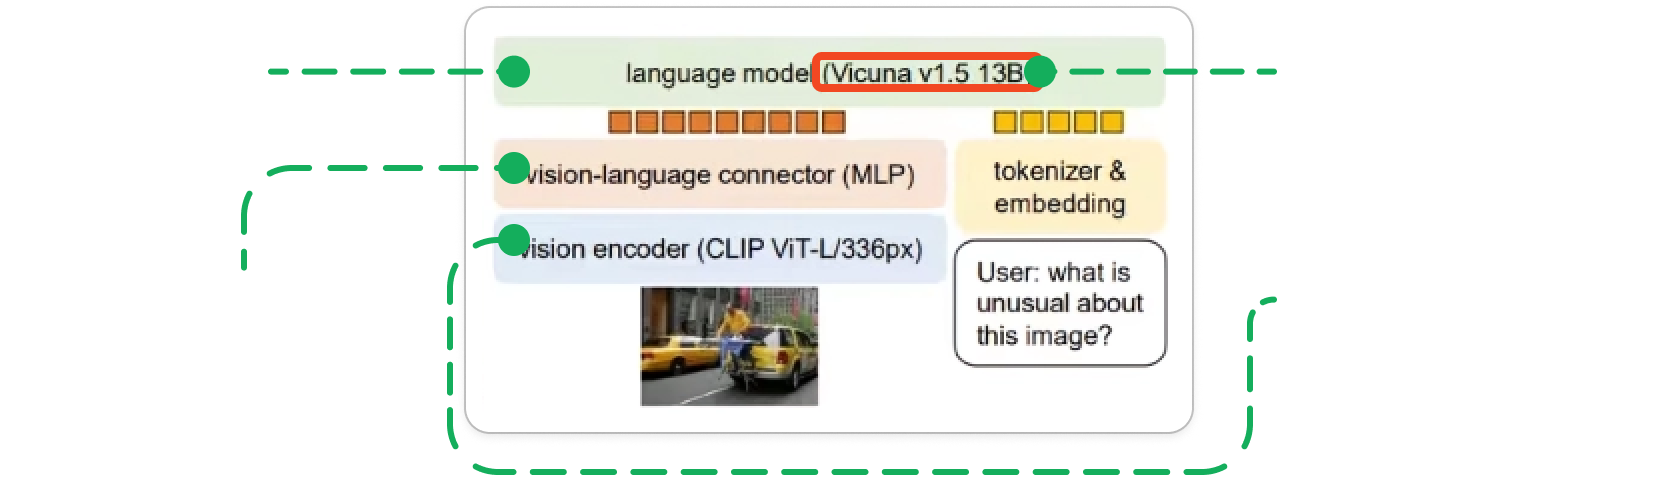 language model (Vicuna v1.5 13B
vision-language connector (MLP)
tokenizer &
embedding
vision encoder (CLIP ViT-L/336px)
User: what is
unusual about
this image?